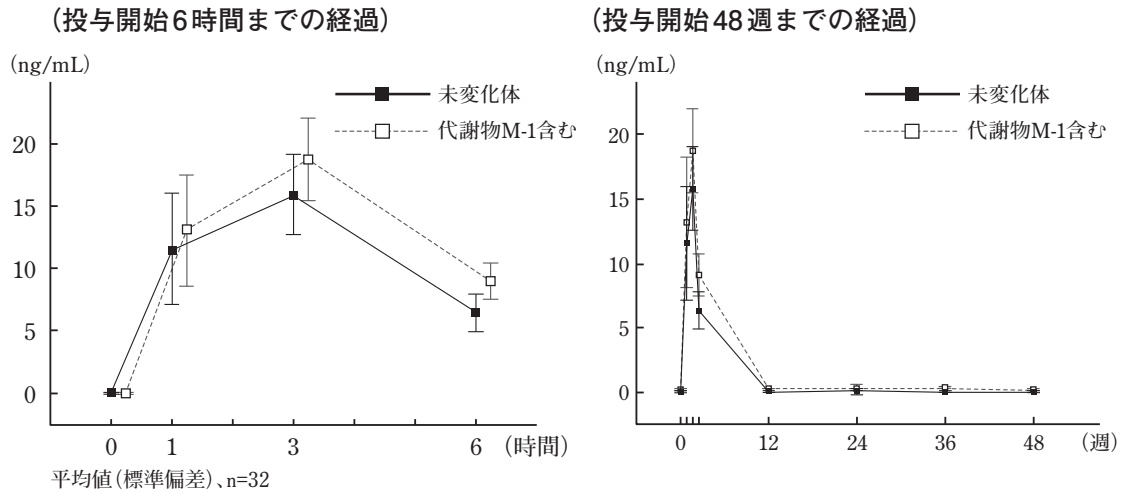 (投与開始6時間までの経過)
(ng/mL)
未変化体
代謝物M-1含む
20
15
10
5
0
0 1 3 6 (時間)
平均値(標準偏差)、n=32
(投与開始48週までの経過)
(ng/mL)
未変化体
代謝物M-1含む
20
15
10
5
0
0 12 24 36 48 (週)